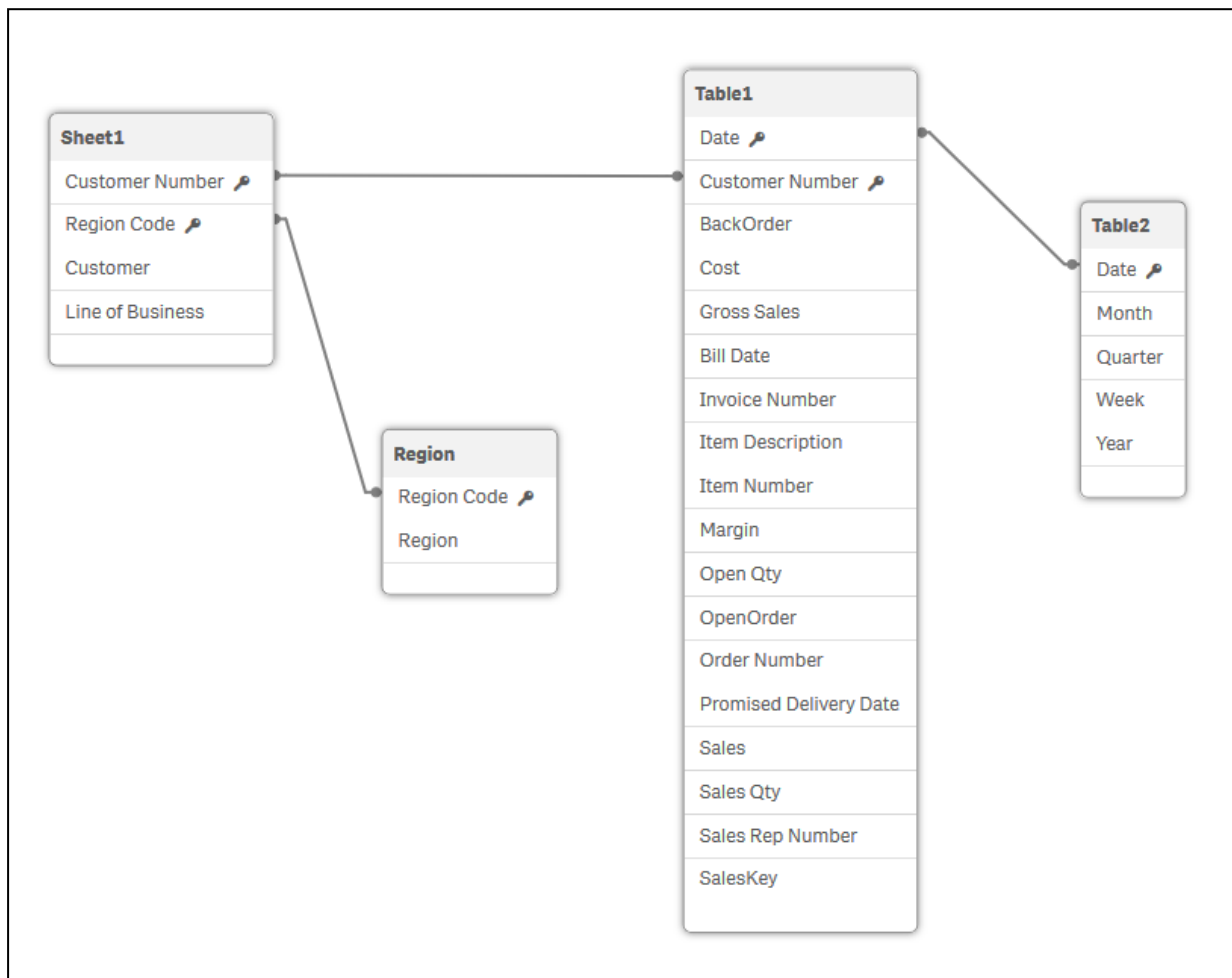 Sheet1
Customer Number
Region Code
Customer
Line of Business
Region
Region Code
Region
Table1
Date
Customer Number
BackOrder
Cost
Gross Sales
Bill Date
Invoice Number
Item Description
Item Number
Margin
Open Qty
OpenOrder
Order Number
Promised Delivery Date
Sales
Sales Qty
Sales Rep Number
SalesKey
Table2
Date
Month
Quarter
Week
Year